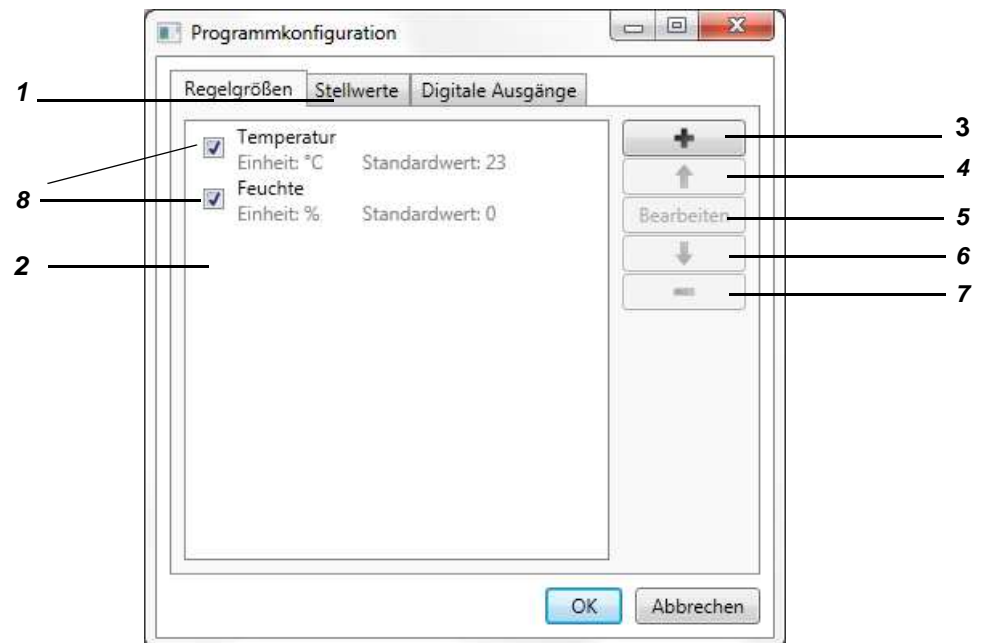 Programmkonfiguration
Regelgrößen Stellwerte Digitale Ausgänge
1
Temperatur
Einheit: °C Standardwert: 23
Feuchte
Einheit: % Standardwert: 0
8
2
3
4
Bearbeiten 5
6
7
OK Abbrechen